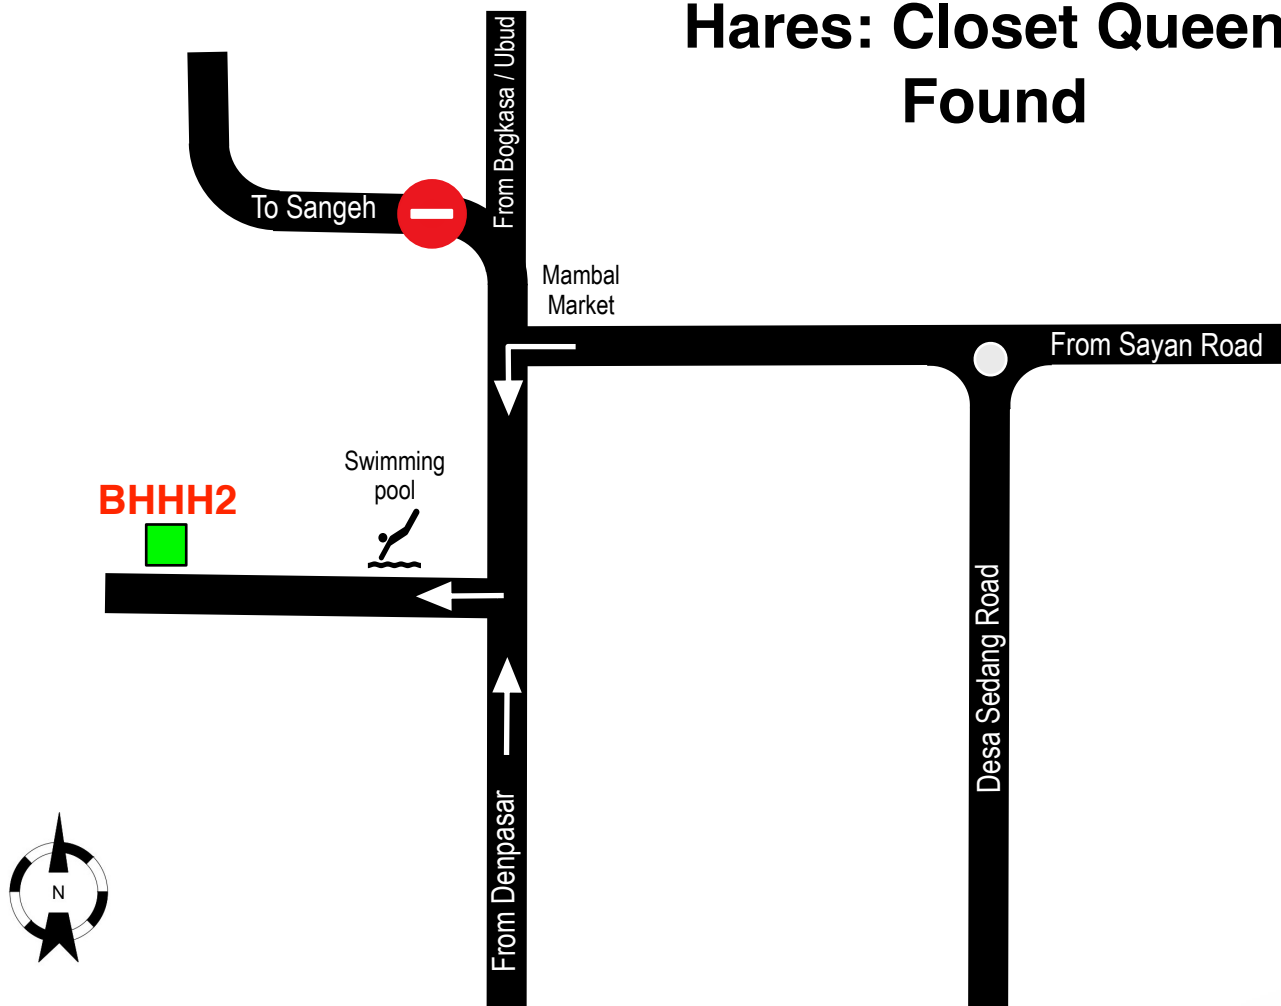 Hares: Closet Queen
Found
From Bogkasa / Ubud
To Sangeh
Mambal
Market
From Sayan Road
Swimming
pool
BHHH2
Desa Sedang Road
From Denpasar
N